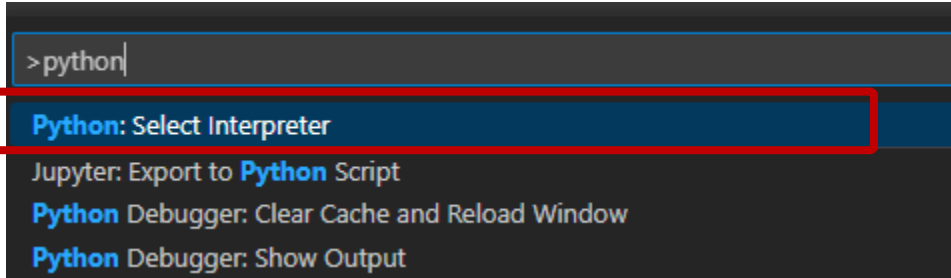 >python
Python: Select Interpreter
Jupyter: Export to Python Script
Python Debugger: Clear Cache and Reload Window
Python Debugger: Show Output